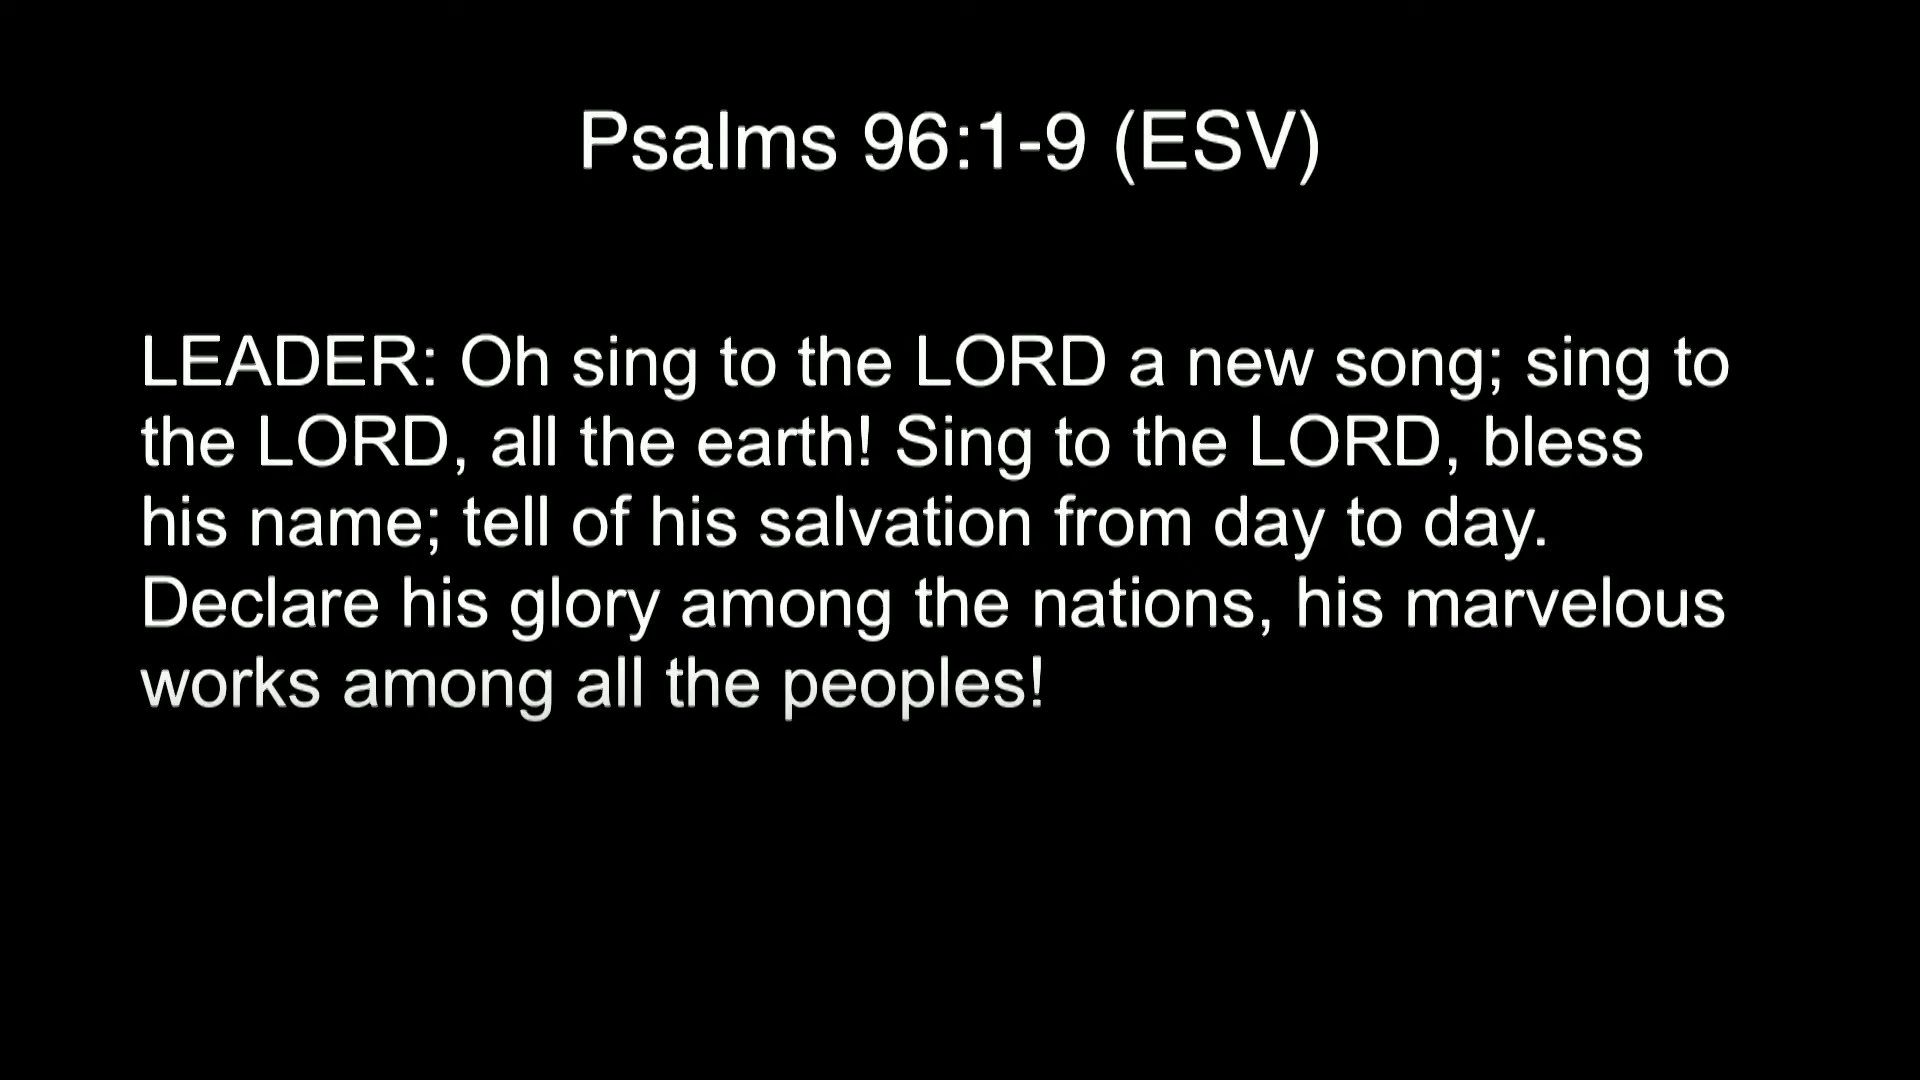 Psalms 96:1-9 (ESV)
LEADER: Oh sing to the LORD a new song; sing to
the LORD, all the earth! Sing to the LORD, bless
his name; tell of his salvation from day to day.
Declare his glory among the nations, his marvelous
works among all the peoples!